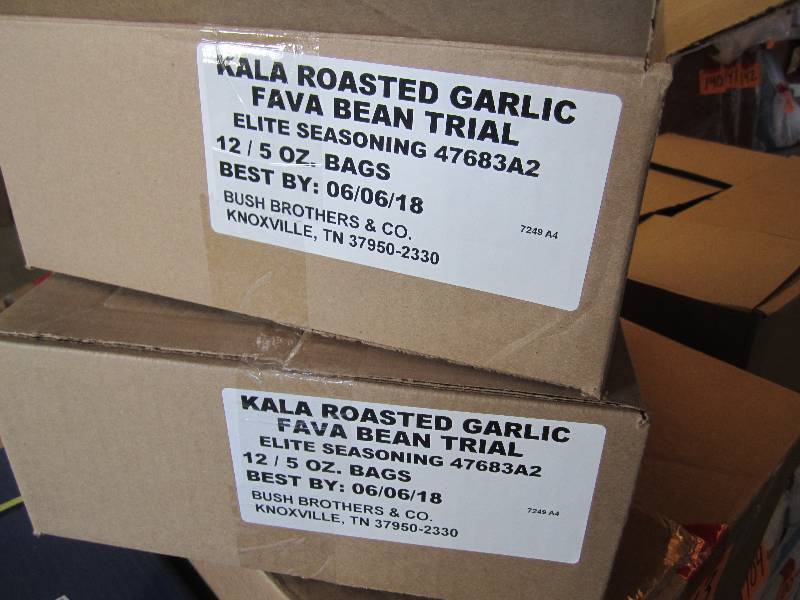 KALA ROASTED GARLIC
FAVA BEAN TRIAL
ELITE SEASONING 47683A2
12 / 5 OZ. BAGS
BEST BY: 06/06/18
BUSH BROTHERS & CO.
KNOXVILLE, TN 37950-2330
7249 A4
KALA ROASTED GARLIC
FAVA BEAN TRIAL
ELITE SEASONING 47683A2
12 / 5 OZ. BAGS
BEST BY: 06/06/18
BUSH BROTHERS & CO.
KNOXVILLE, TN 37950-2330
7249 A4
142
104